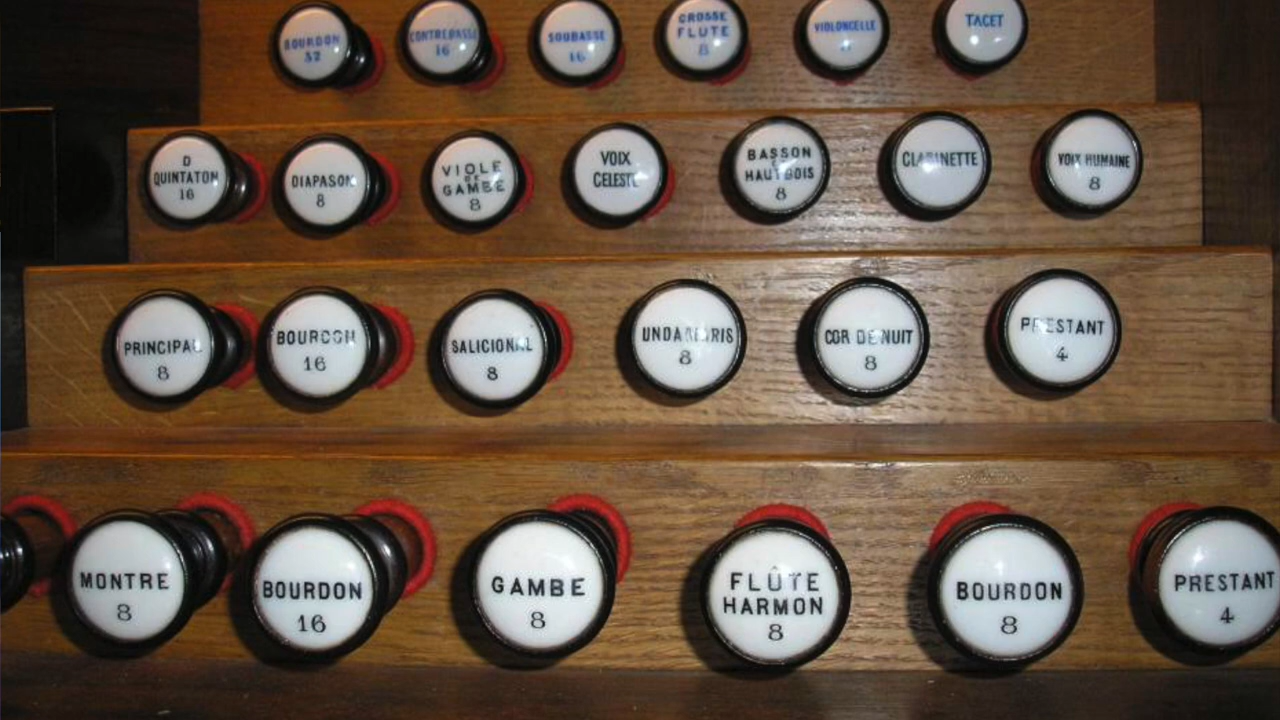 BOURDON
32
CONTREBASSE
16
SOUBASSE
16
GROSSE
FLUTE
8
VIOLONCELLE
TACET
D
QUINTATON
16
DIAPASON
8
VIOLE
DE
GAMBE
8
VOIX
CELESTE
BASSON
HAUTBOIS
8
CLARINETTE
VOIX HUMAINE
8
PRINCIPAL
8
BOURDON
16
SALICIONAL
8
UNDA MARIS
8
COR DE NUIT
8
PRESTANT
4
MONTRE
8
BOURDON
16
GAMBE
8
FLÛTE
HARMON
8
BOURDON
8
PRESTANT
4